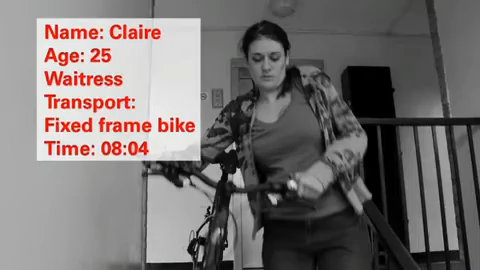 Name: Claire
Age: 25
Waitress
Transport:
Fixed frame bike
Time: 08:04